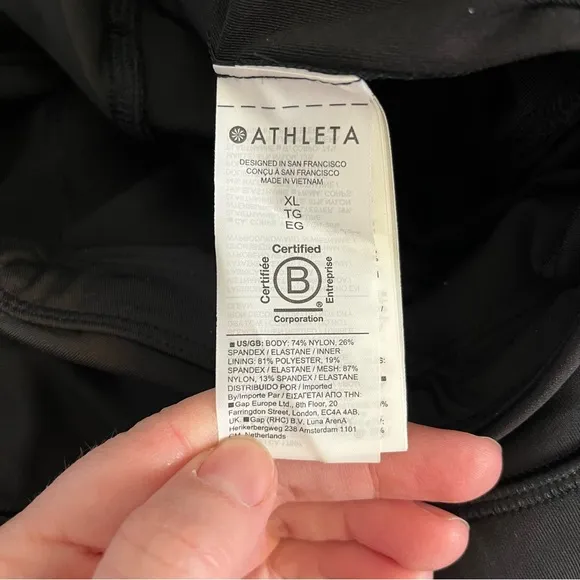 ATHLETA
DESIGNED IN SAN FRANCISCO
CONÇU À SAN FRANCISCO
MADE IN VIETNAM
XL
TG
EG
Certified
Certifiée
B
Entreprise
®
Corporation
US/GB: BODY: 74% NYLON, 26%
SPANDEX / ELASTANE / INNER
LINING: 81% POLYESTER, 19%
SPANDEX / ELASTANE / MESH: 87%
NYLON, 13% SPANDEX / ELASTANE
DISTRIBUIDO POR / Imported
By/Importe Par / ΕΙΣΑΓΕΤΑΙ ΑΠΟ ΤΗΝ:
Gap Europe Ltd., 8th Floor, 20
Farringdon Street, London, EC4A 4AB,
UK. Gap (RHC) B.V., Luna ArenA
Henkerbergweg 238 Amsterdam 1101
CM, Netherlands